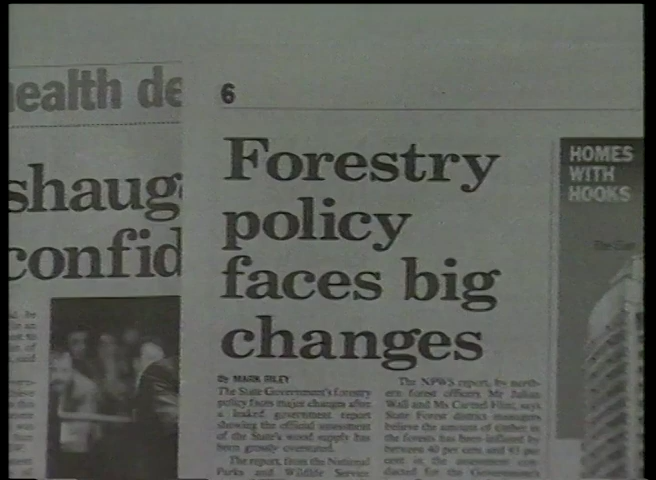 ealth de
shaug
confid
6
Forestry
policy
faces big
changes
By MARK RILEY
The State Government's forestry
policy faces major changes after
a leaked government report
showing the official assessment
of the State's wood supply has
been grossly overstated.
The report, from the National
Parks and Wildlife Service
The NPWS report, by north-
ern forest officers, Mr Julian
Wall and Ms Carmel Flint, says
State Forest district managers
believe the amount of timber in
the forests has been inflated by
between 40 per cent and 93 per
cent in the assessment con-
ducted for the Government's
HOMES
WITH
HOOKS